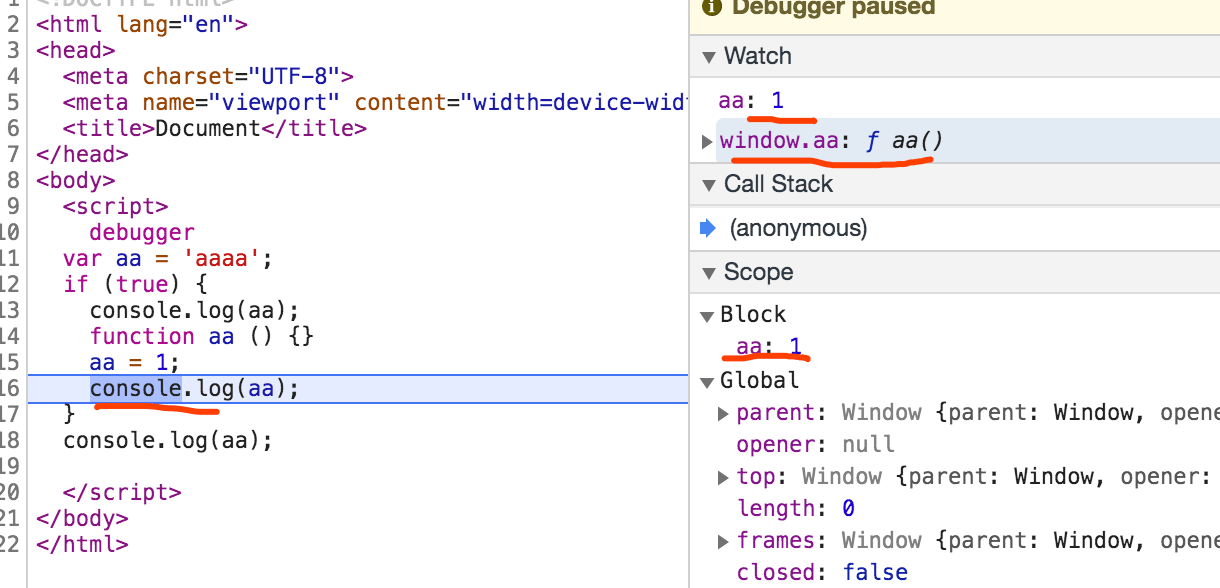 <!DOCTYPE html>
2 <html lang="en">
3 <head>
4 <meta charset="UTF-8">
5 <meta name="viewport" content="width=device-wid
6 <title>Document</title>
7 </head>
8 <body>
9 <script>
10 debugger
11 var aa = 'aaaa';
12 if (true) {
13 console.log(aa);
14 function aa () {}
15 aa = 1;
16 console.log(aa);
17 }
18 console.log(aa);
19
20 </script>
21 </body>
22 </html>
Debugger paused
Watch
aa: 1
window.aa: ƒ aa()
Call Stack
(anonymous)
Scope
Block
aa: 1
Global
parent: Window {parent: Window, opene
opener: null
top: Window {parent: Window, opener:
length: 0
frames: Window {parent: Window, opene
closed: false